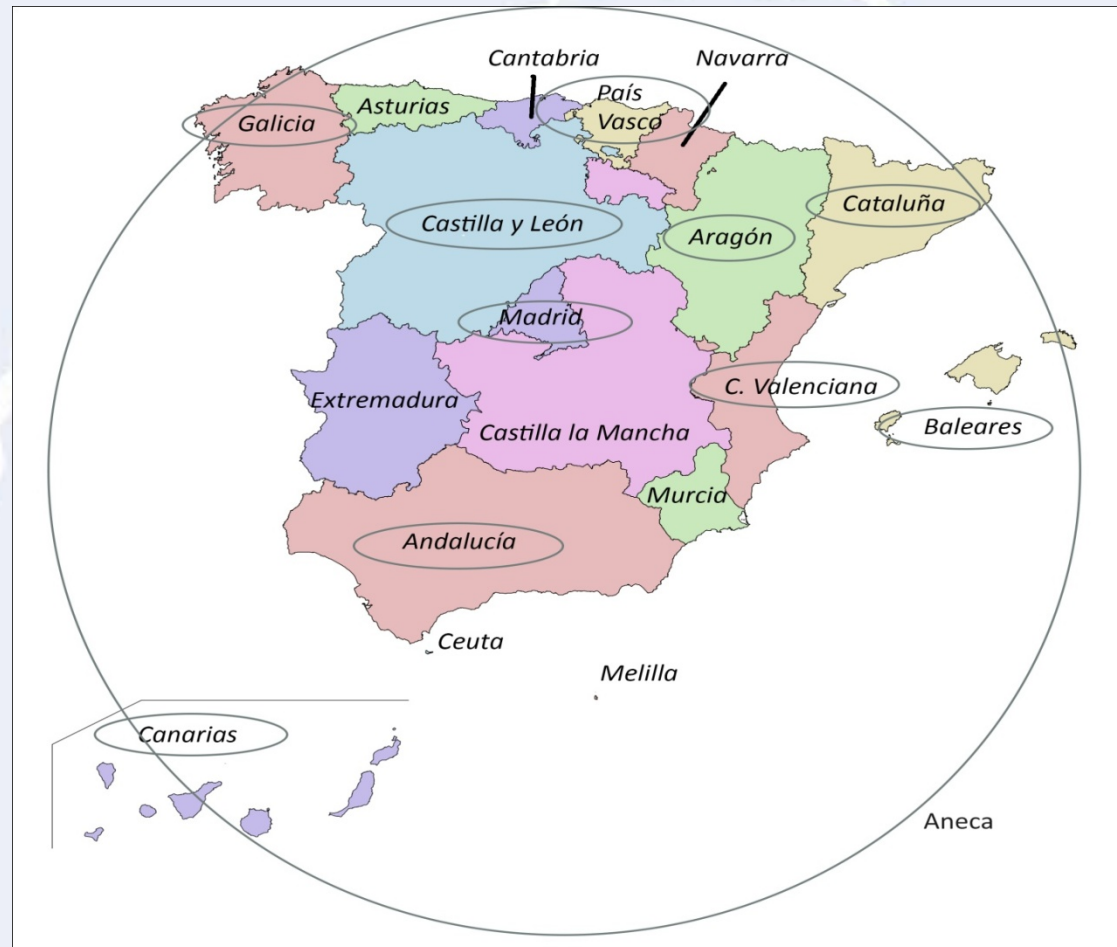 Cantabria
Navarra
País
Vasco
Asturias
Galicia
Cataluña
Castilla y León
Aragón
Madrid
C. Valenciana
Extremadura
Baleares
Castilla la Mancha
Murcia
Andalucía
Ceuta
Melilla
Canarias
Aneca